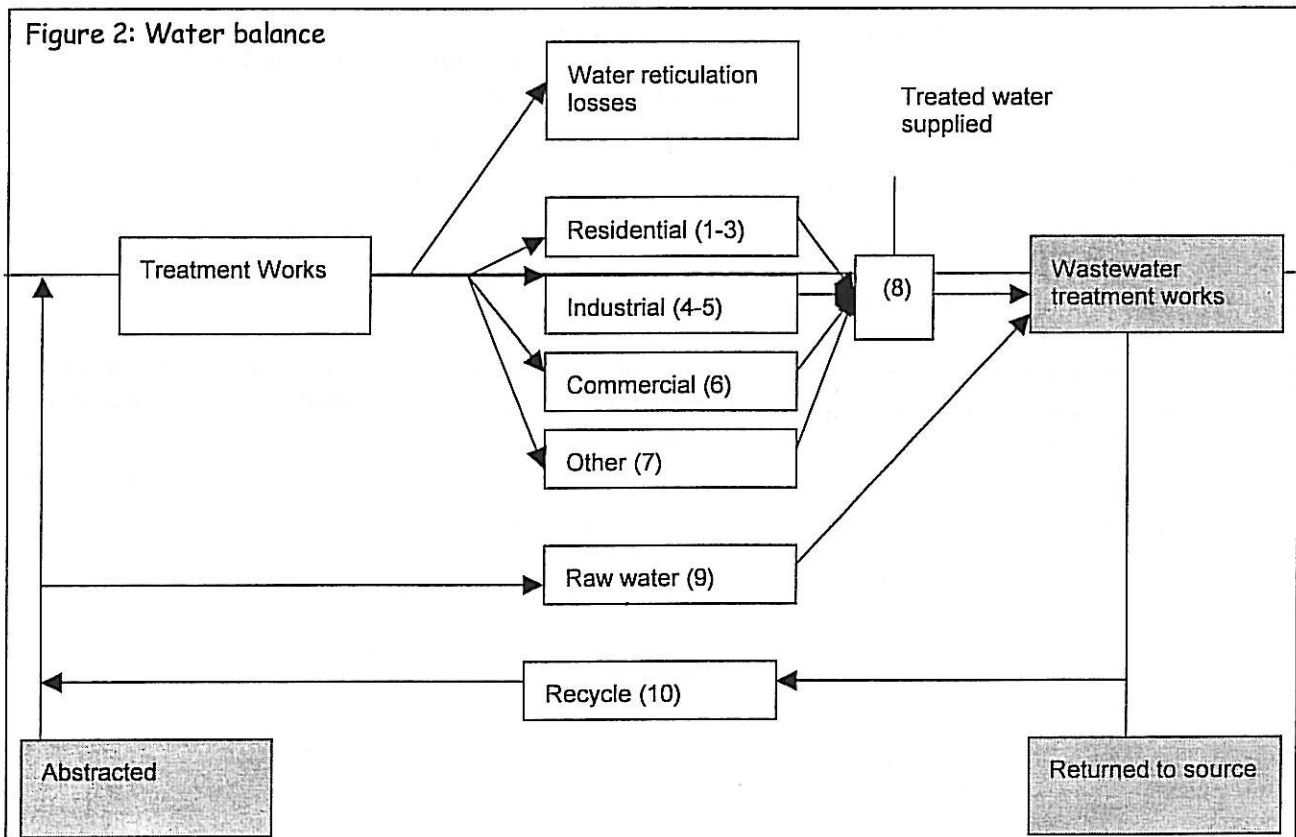 Figure 2: Water balance
Water reticulation
losses
Treated water
supplied
Residential (1-3)
Treatment Works
Industrial (4-5)
(8)
Wastewater
treatment works
Commercial (6)
Other (7)
Raw water (9)
Recycle (10)
Abstracted
Returned to source